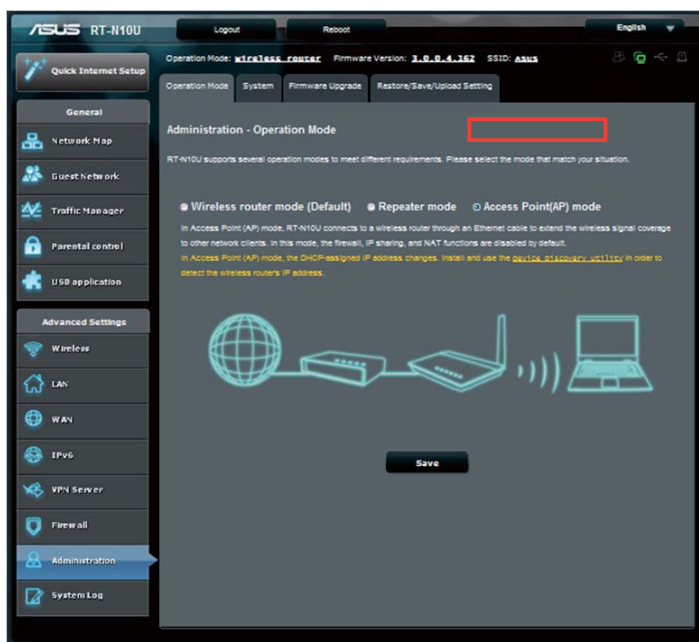 ASUS RT-N10U
Logout
Reboot
English
Operation Mode: wireless router Firmware Version: 3.0.0.4.162 SSID: ASUS
Quick Internet Setup
Operation Mode
System
Firmware Upgrade
Restore/Save/Upload Setting
General
Network Map
Guest Network
Traffic Manager
Parental control
USB application
Advanced Settings
Wireless
LAN
WAN
IPv6
VPN Server
Firewall
Administration
System Log
Administration - Operation Mode
RT-N10U supports several operation modes to meet different requirements. Please select the mode that match your situation.
Wireless router mode (Default) Repeater mode Access Point(AP) mode
In Access Point (AP) mode, RT-N10U connects to a wireless router through an Ethernet cable to extend the wireless signal coverage
to other network clients. In this mode, the firewall, IP sharing, and NAT functions are disabled by default.
In Access Point (AP) mode, the DHCP-assigned IP address changes. Install and use the Device Discovery utility in order to
detect the wireless router's IP address.
Save